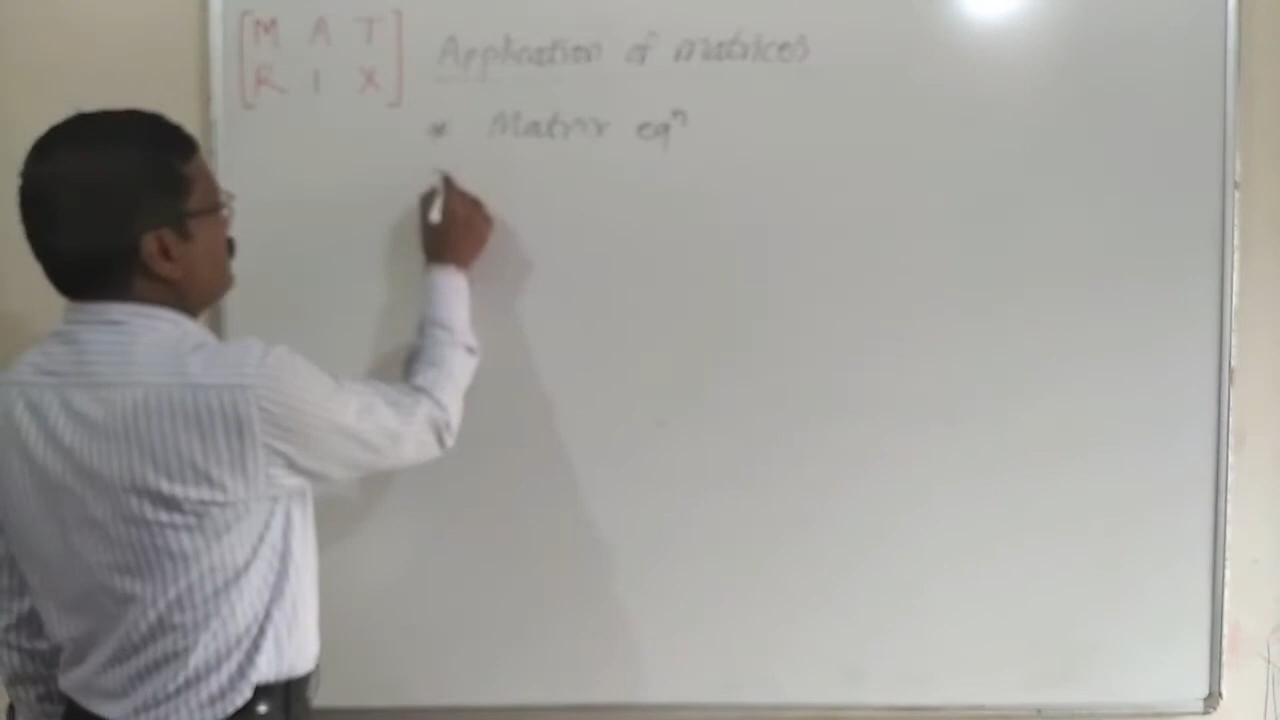 [M A T
R I X]
Application of matrices
* Matrix eqⁿ